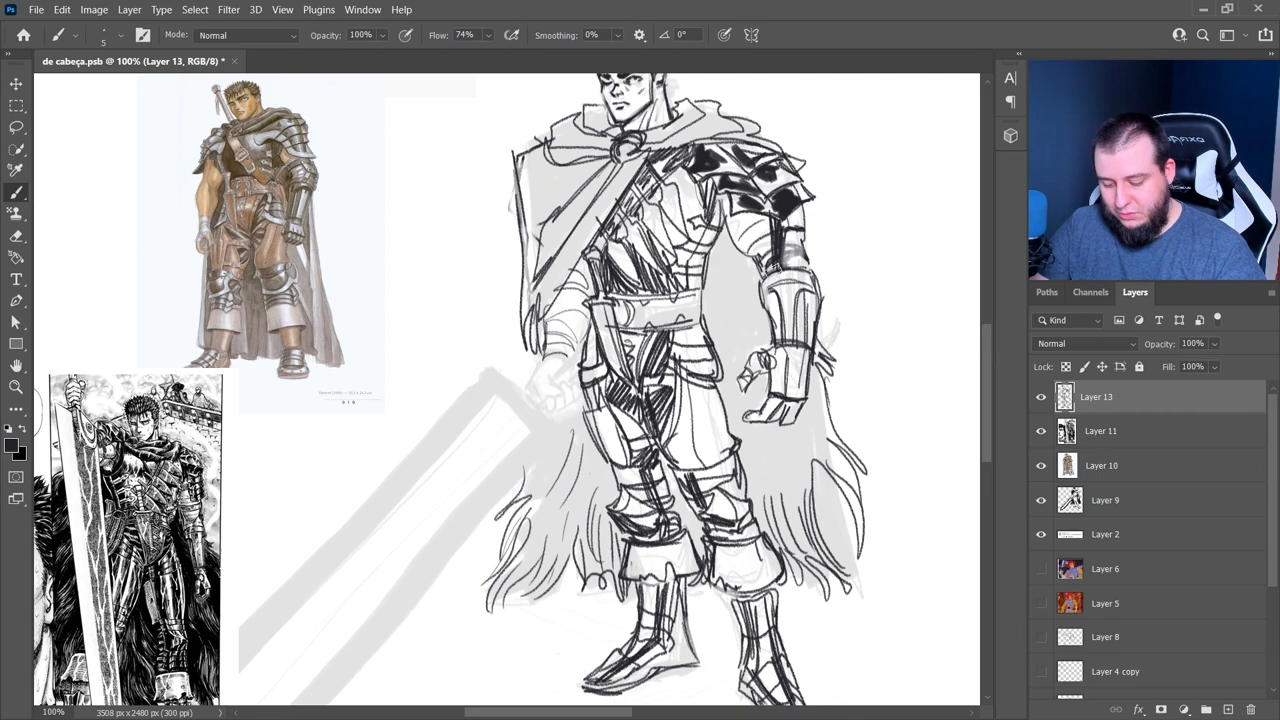 Ps File Edit Image Layer Type Select Filter 3D View Plugins Window Help
5 Mode: Normal Opacity: 100% Flow: 74% Smoothing: 0% 0°
de cabeça.psb @ 100% (Layer 13, RGB/8) *
Paths Channels Layers
Kind
Normal Opacity: 100%
Lock: Fill: 100%
Layer 13
Layer 11
Layer 10
Layer 9
Layer 2
Layer 6
Layer 5
Layer 8
Layer 4 copy
100% 3508 px x 2480 px (300 ppi)